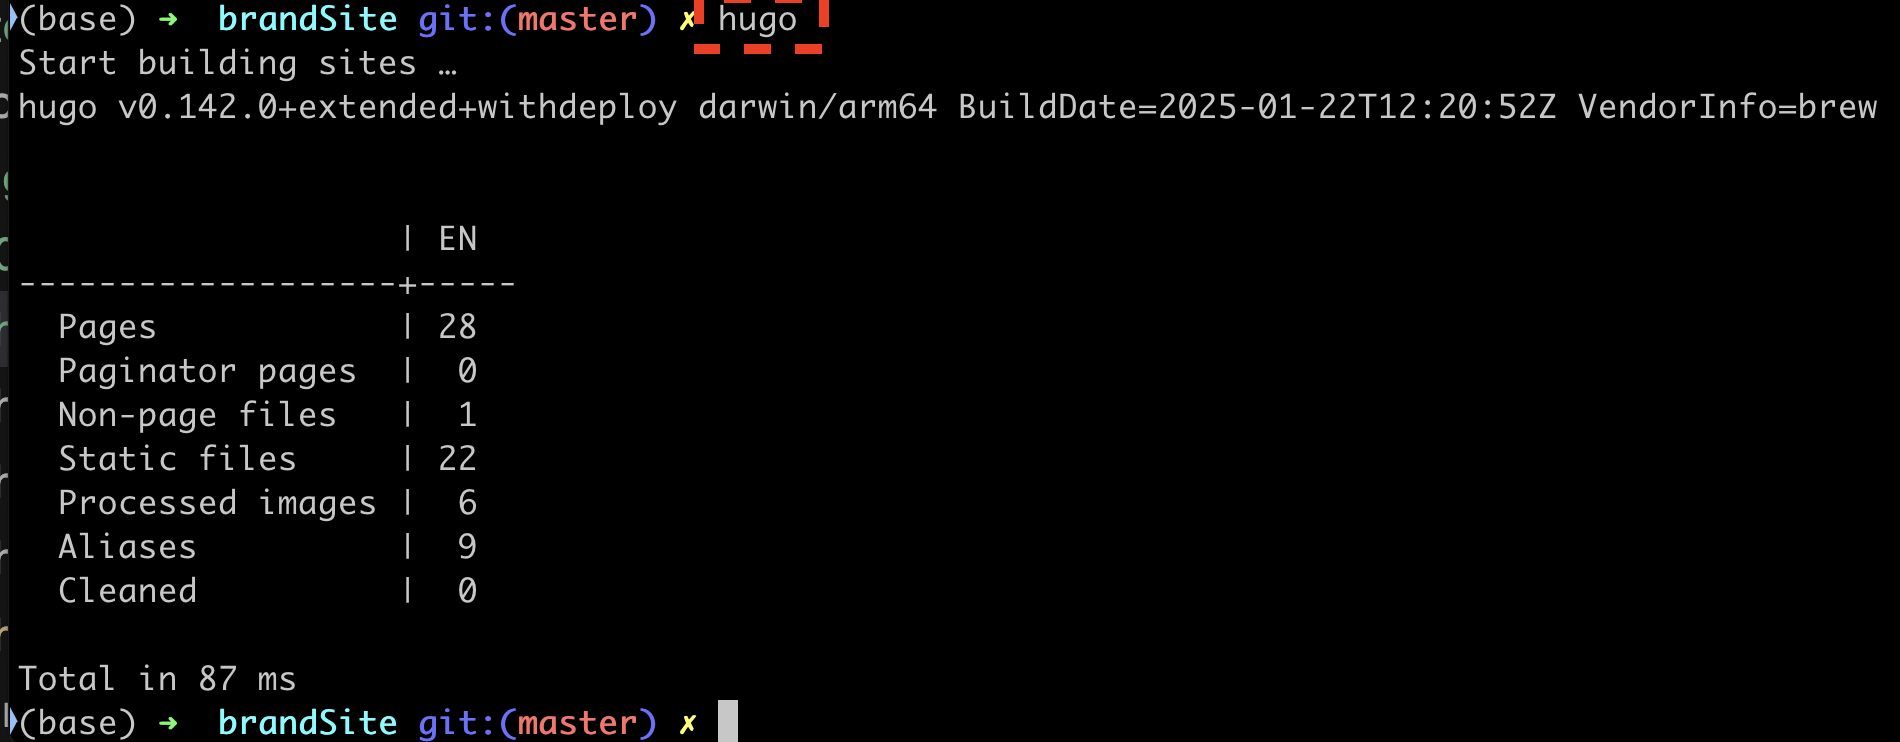 (base) ➜  brandSite git:(master) ✗ hugo
Start building sites …
hugo v0.142.0+extended+withdeploy darwin/arm64 BuildDate=2025-01-22T12:20:52Z VendorInfo=brew
                   | EN
-------------------+-----
  Pages            | 28
  Paginator pages  |  0
  Non-page files   |  1
  Static files     | 22
  Processed images |  6
  Aliases          |  9
  Cleaned          |  0
Total in 87 ms
(base) ➜  brandSite git:(master) ✗